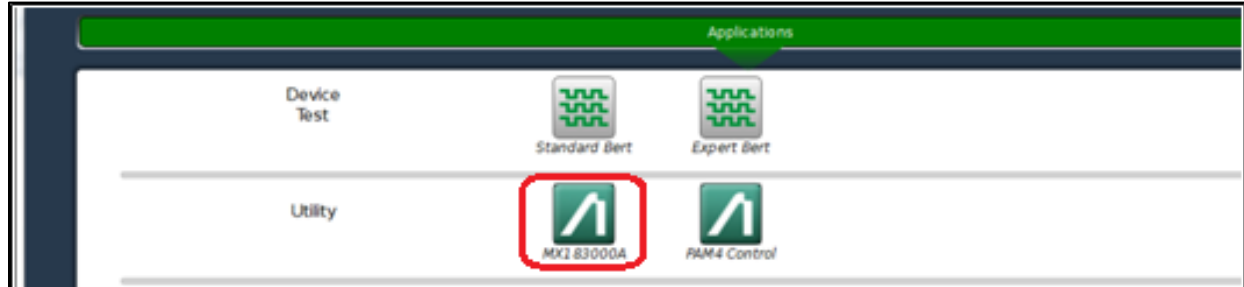 Applications
Device
Test
Standard Bert
Expert Bert
Utility
MX183000A
PAM4 Control